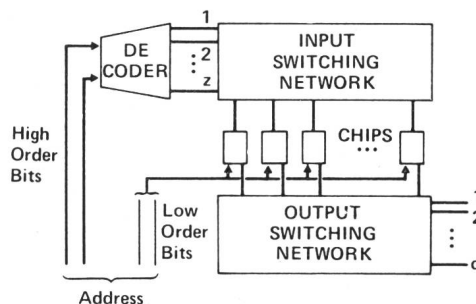 1
2
z
DE
CODER
INPUT
SWITCHING
NETWORK
High
Order
Bits
CHIPS
Low
Order
Bits
OUTPUT
SWITCHING
NETWORK
2
Address